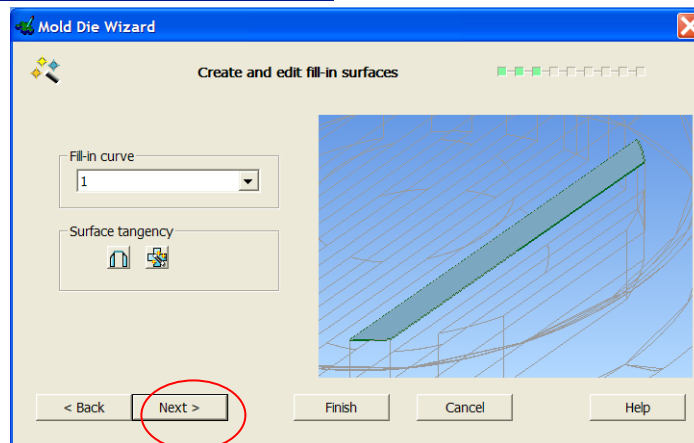 Mold Die Wizard
Create and edit fill-in surfaces
Fill-in curve
1
Surface tangency
< Back
Next >
Finish
Cancel
Help